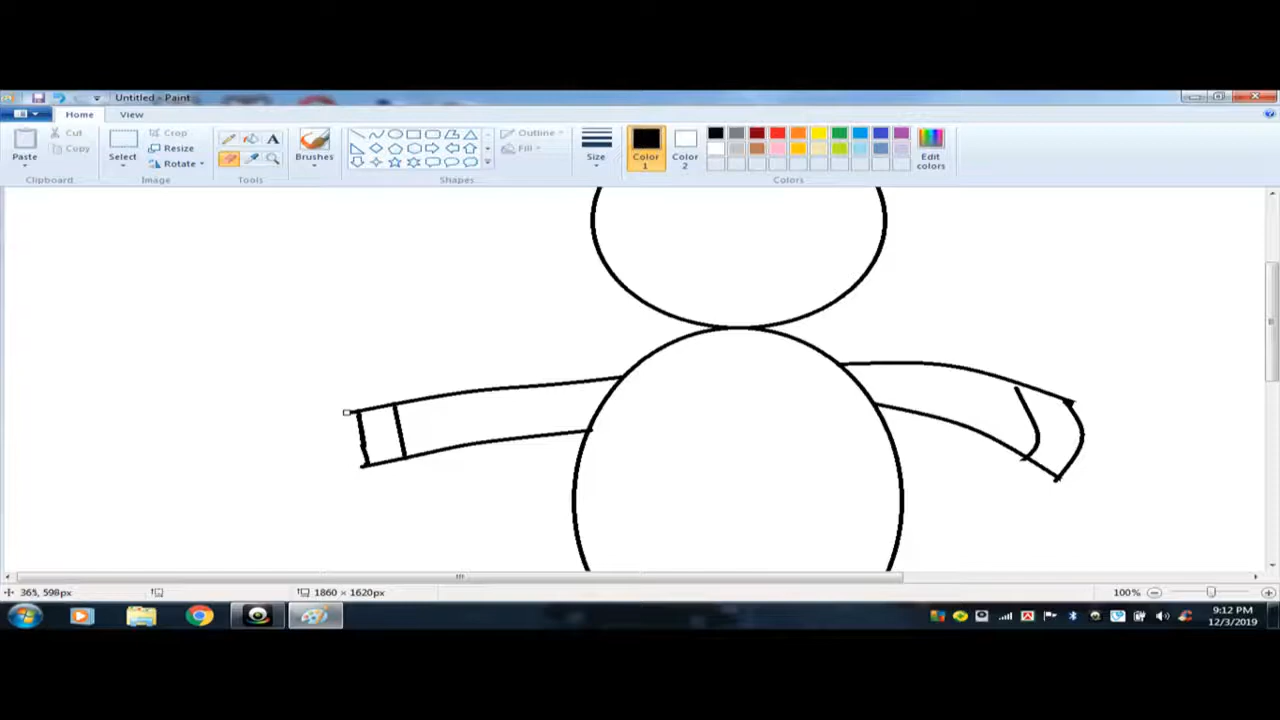 Untitled - Paint
Home View
Cut
Copy
Paste
Clipboard
Select
Crop
Resize
Rotate
Image
A
Tools
Brushes
Outline
Fill
Shapes
Size
Color 1
Color 2
Edit colors
Colors
365, 598px
1860 × 1620px
100%
9:12 PM
12/3/2019